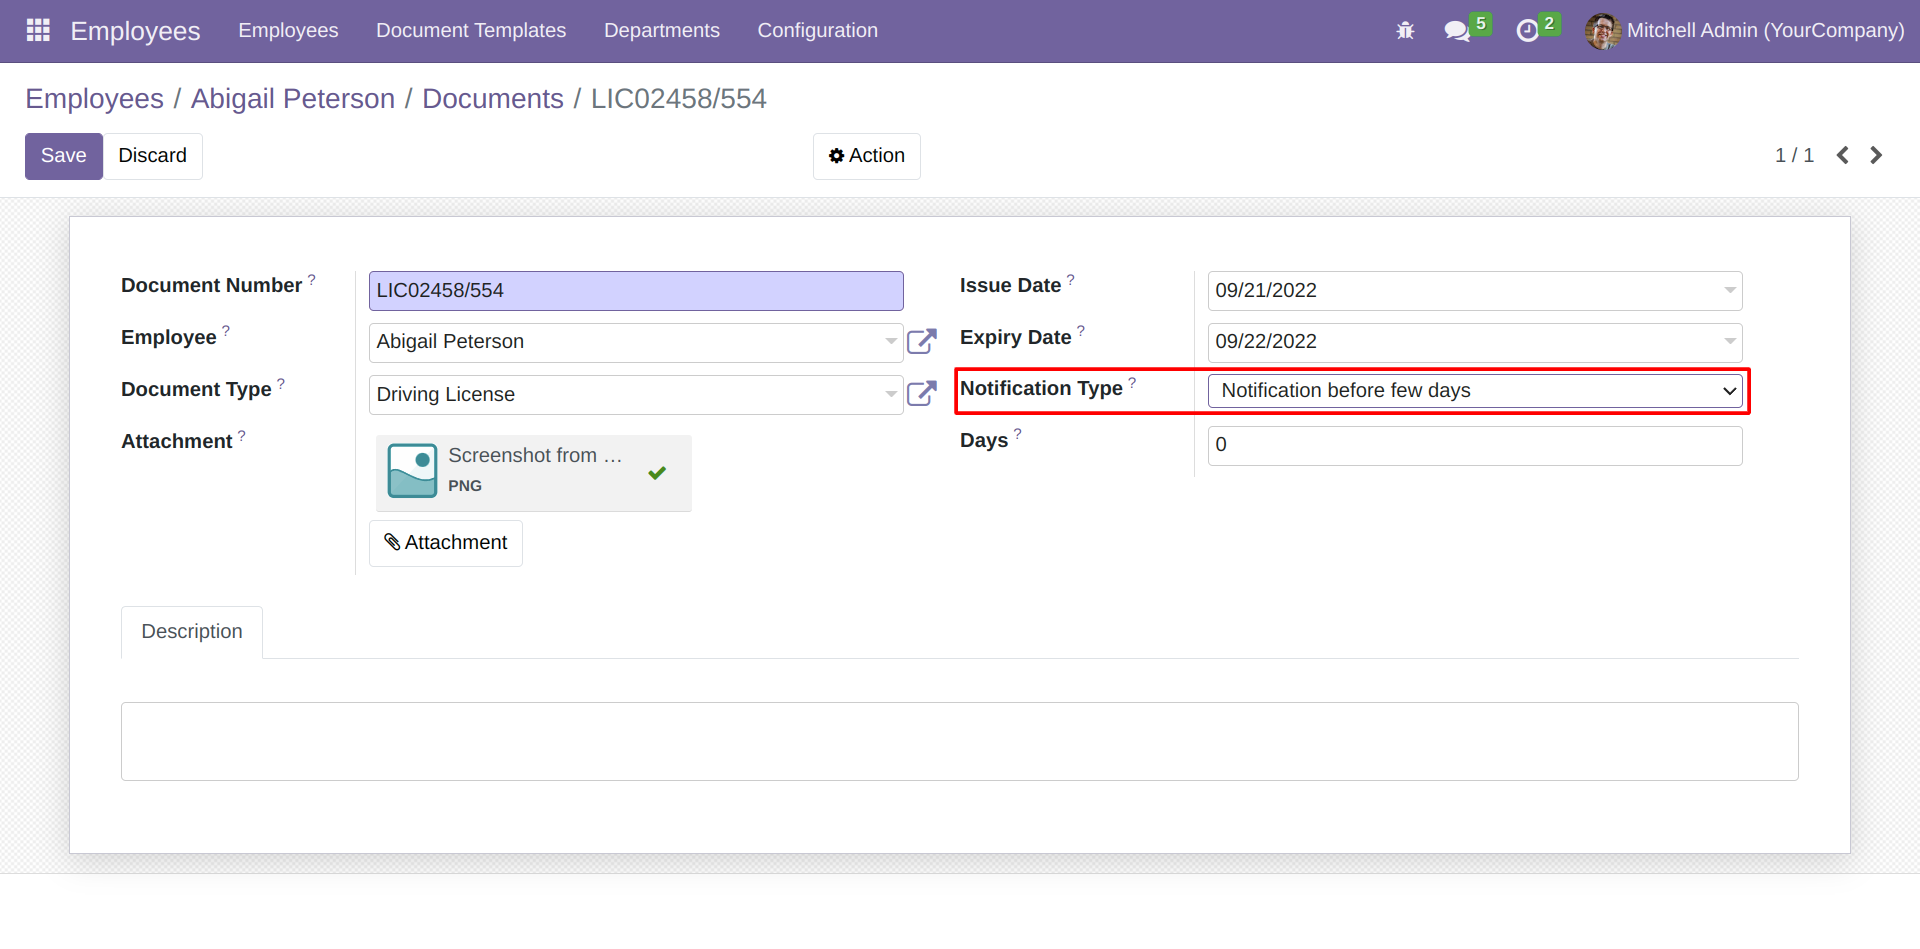 Employees Employees Document Templates Departments Configuration 5 2 Mitchell Admin (YourCompany)
Employees / Abigail Peterson / Documents / LIC02458/554
Save Discard Action 1 / 1
Document Number ? LIC02458/554 Issue Date ? 09/21/2022
Employee ? Abigail Peterson Expiry Date ? 09/22/2022
Document Type ? Driving License Notification Type ? Notification before few days
Attachment ? Screenshot from … Days ? 0
PNG
Attachment
Description